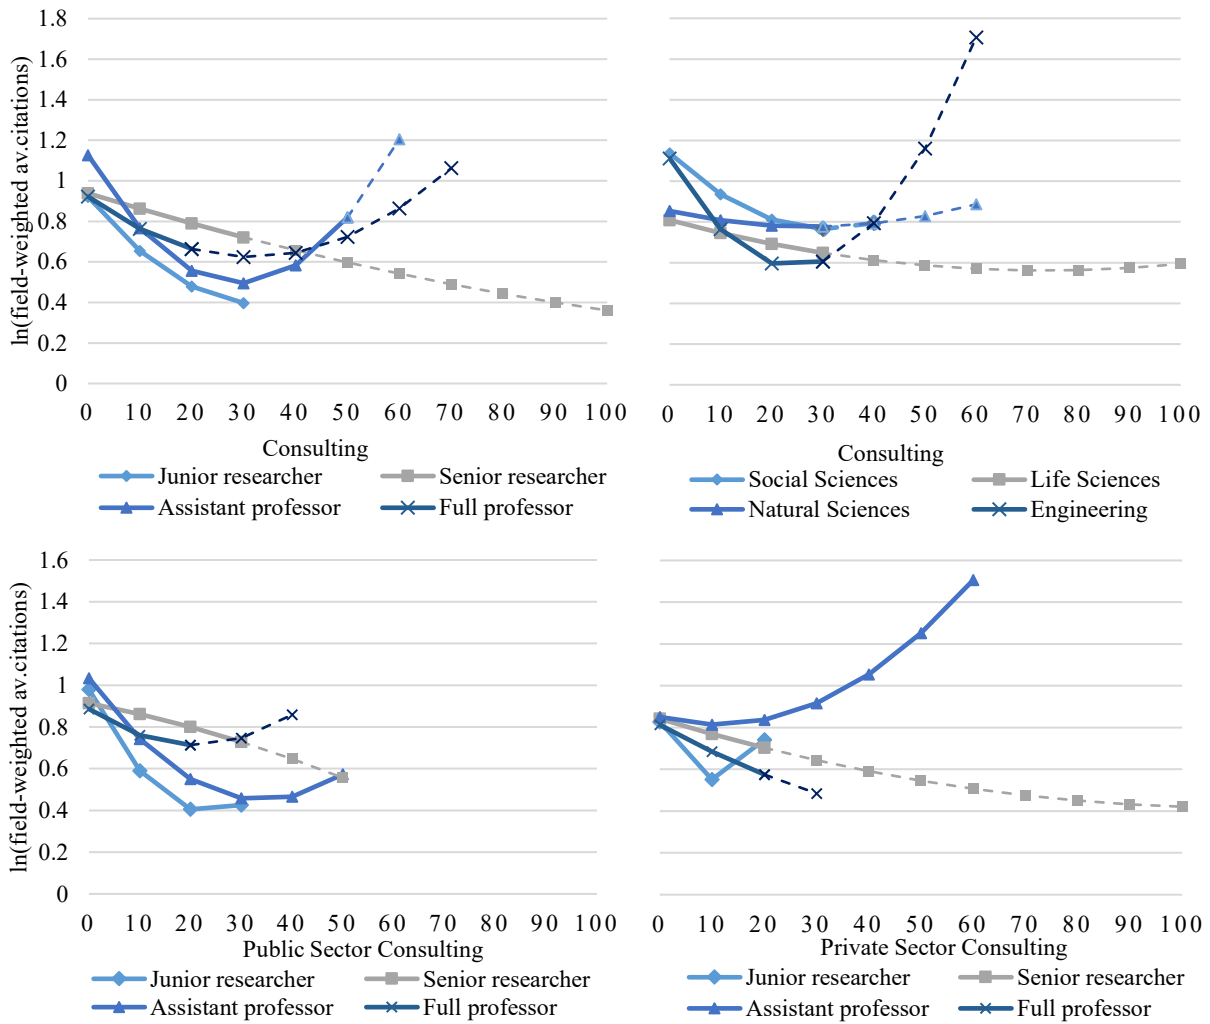 ln(field-weighted av.citations)
1.8
1.6
1.4
1.2
1
0.8
0.6
0.4
0.2
0
0 10 20 30 40 50 60 70 80 90 100
Consulting
Junior researcher Senior researcher
Assistant professor Full professor
0 10 20 30 40 50 60 70 80 90 100
Consulting
Social Sciences Life Sciences
Natural Sciences Engineering
ln(field-weighted av.citations)
1.6
1.4
1.2
1
0.8
0.6
0.4
0.2
0
0 10 20 30 40 50 60 70 80 90 100
Public Sector Consulting
Junior researcher Senior researcher
Assistant professor Full professor
0 10 20 30 40 50 60 70 80 90 100
Private Sector Consulting
Junior researcher Senior researcher
Assistant professor Full professor